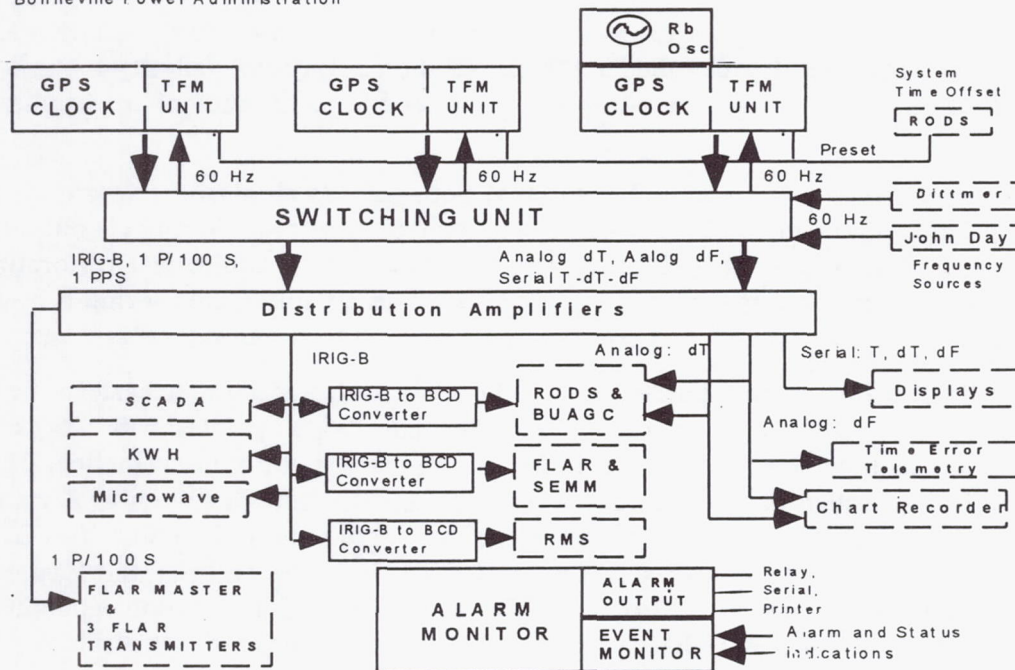 Bonneville Power Administration
Rb
Osc
GPS
CLOCK
TFM
UNIT
GPS
CLOCK
TFM
UNIT
GPS
CLOCK
TFM
UNIT
System
Time Offset
RODS
Preset
60 Hz
60 Hz
60 Hz
SWITCHING UNIT
60 Hz
Dittmer
John Day
Frequency
Sources
IRIG-B, 1 P/100 S,
1 PPS
Analog dT, Aalog dF,
Serial T-dT-dF
Distribution Amplifiers
IRIG-B
Analog: dT
Serial: T, dT, dF
SCADA
IRIG-B to BCD
Converter
RODS &
BUAGC
Displays
Analog: dF
KWH
IRIG-B to BCD
Converter
FLAR &
SEMM
Time Error
Telemetry
Microwave
Chart Recorder
IRIG-B to BCD
Converter
RMS
1 P/100 S
FLAR MASTER
&
3 FLAR
TRANSMITTERS
ALARM
MONITOR
ALARM
OUTPUT
Relay,
Serial,
Printer
EVENT
MONITOR
Alarm and Status
indications